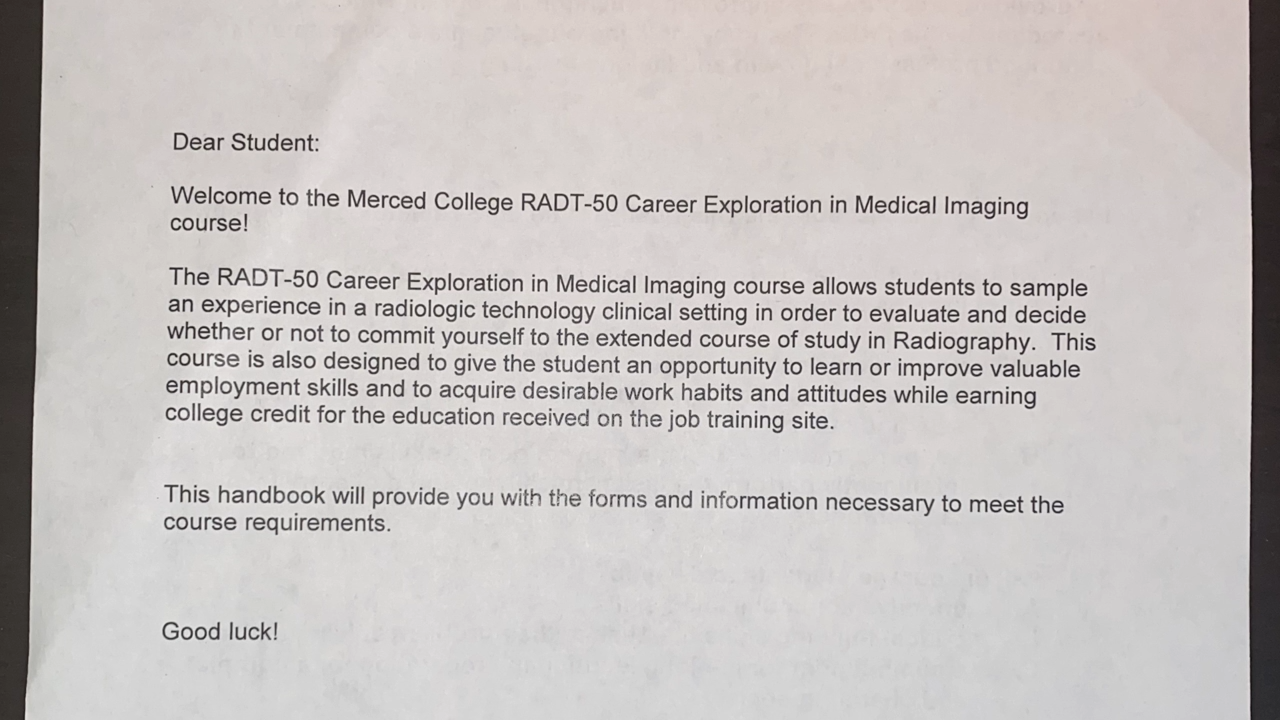 Dear Student:
Welcome to the Merced College RADT-50 Career Exploration in Medical Imaging
course!
The RADT-50 Career Exploration in Medical Imaging course allows students to sample
an experience in a radiologic technology clinical setting in order to evaluate and decide
whether or not to commit yourself to the extended course of study in Radiography.  This
course is also designed to give the student an opportunity to learn or improve valuable
employment skills and to acquire desirable work habits and attitudes while earning
college credit for the education received on the job training site.
This handbook will provide you with the forms and information necessary to meet the
course requirements.
Good luck!